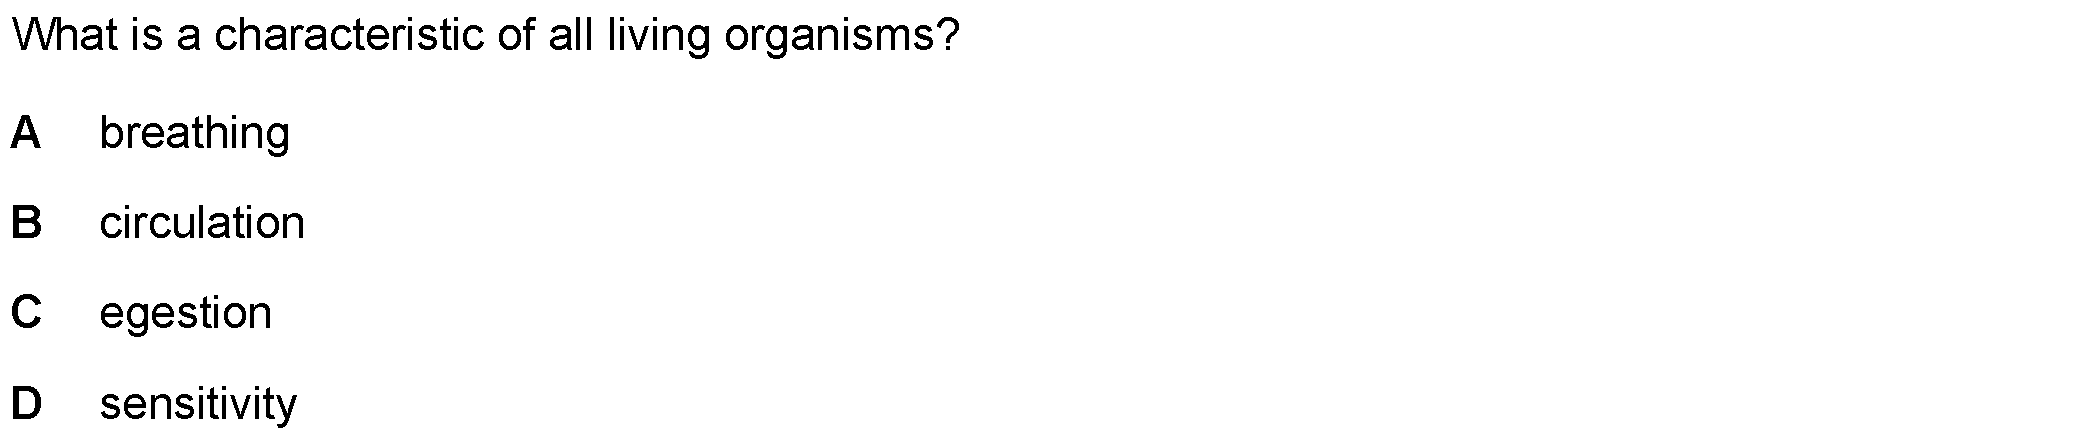 What is a characteristic of all living organisms?
A breathing
B circulation
C egestion
D sensitivity